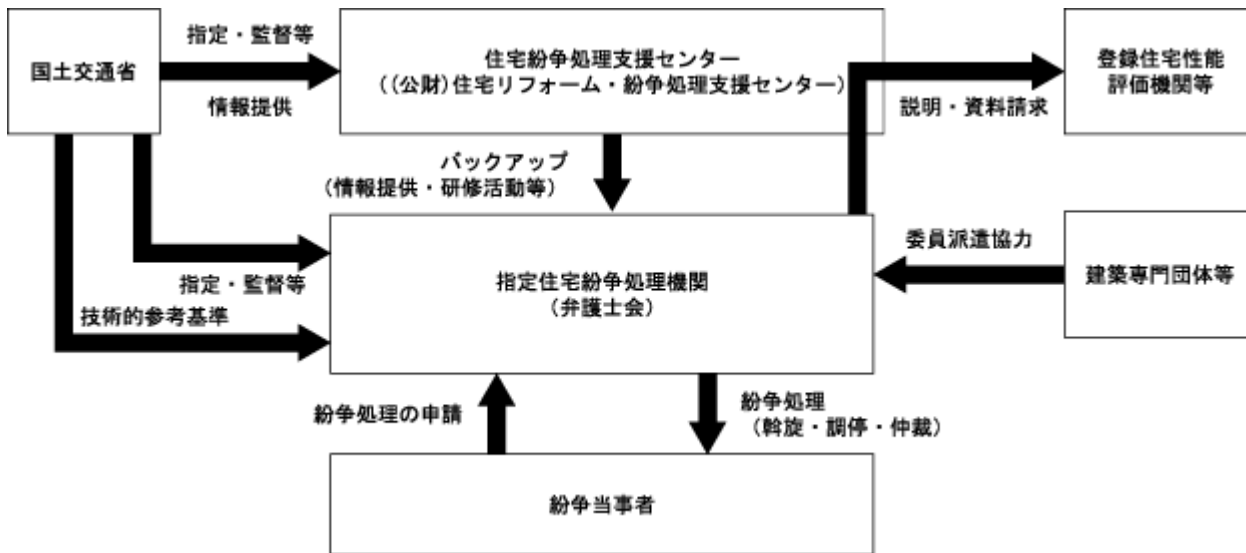 国土交通省
指定・監督等
情報提供
住宅紛争処理支援センター
((公財)住宅リフォーム・紛争処理支援センター)
登録住宅性能
評価機関等
説明・資料請求
バックアップ
(情報提供・研修活動等)
指定・監督等
技術的参考基準
指定住宅紛争処理機関
(弁護士会)
委員派遣協力
建築専門団体等
紛争処理の申請
紛争処理
(斡旋・調停・仲裁)
紛争当事者